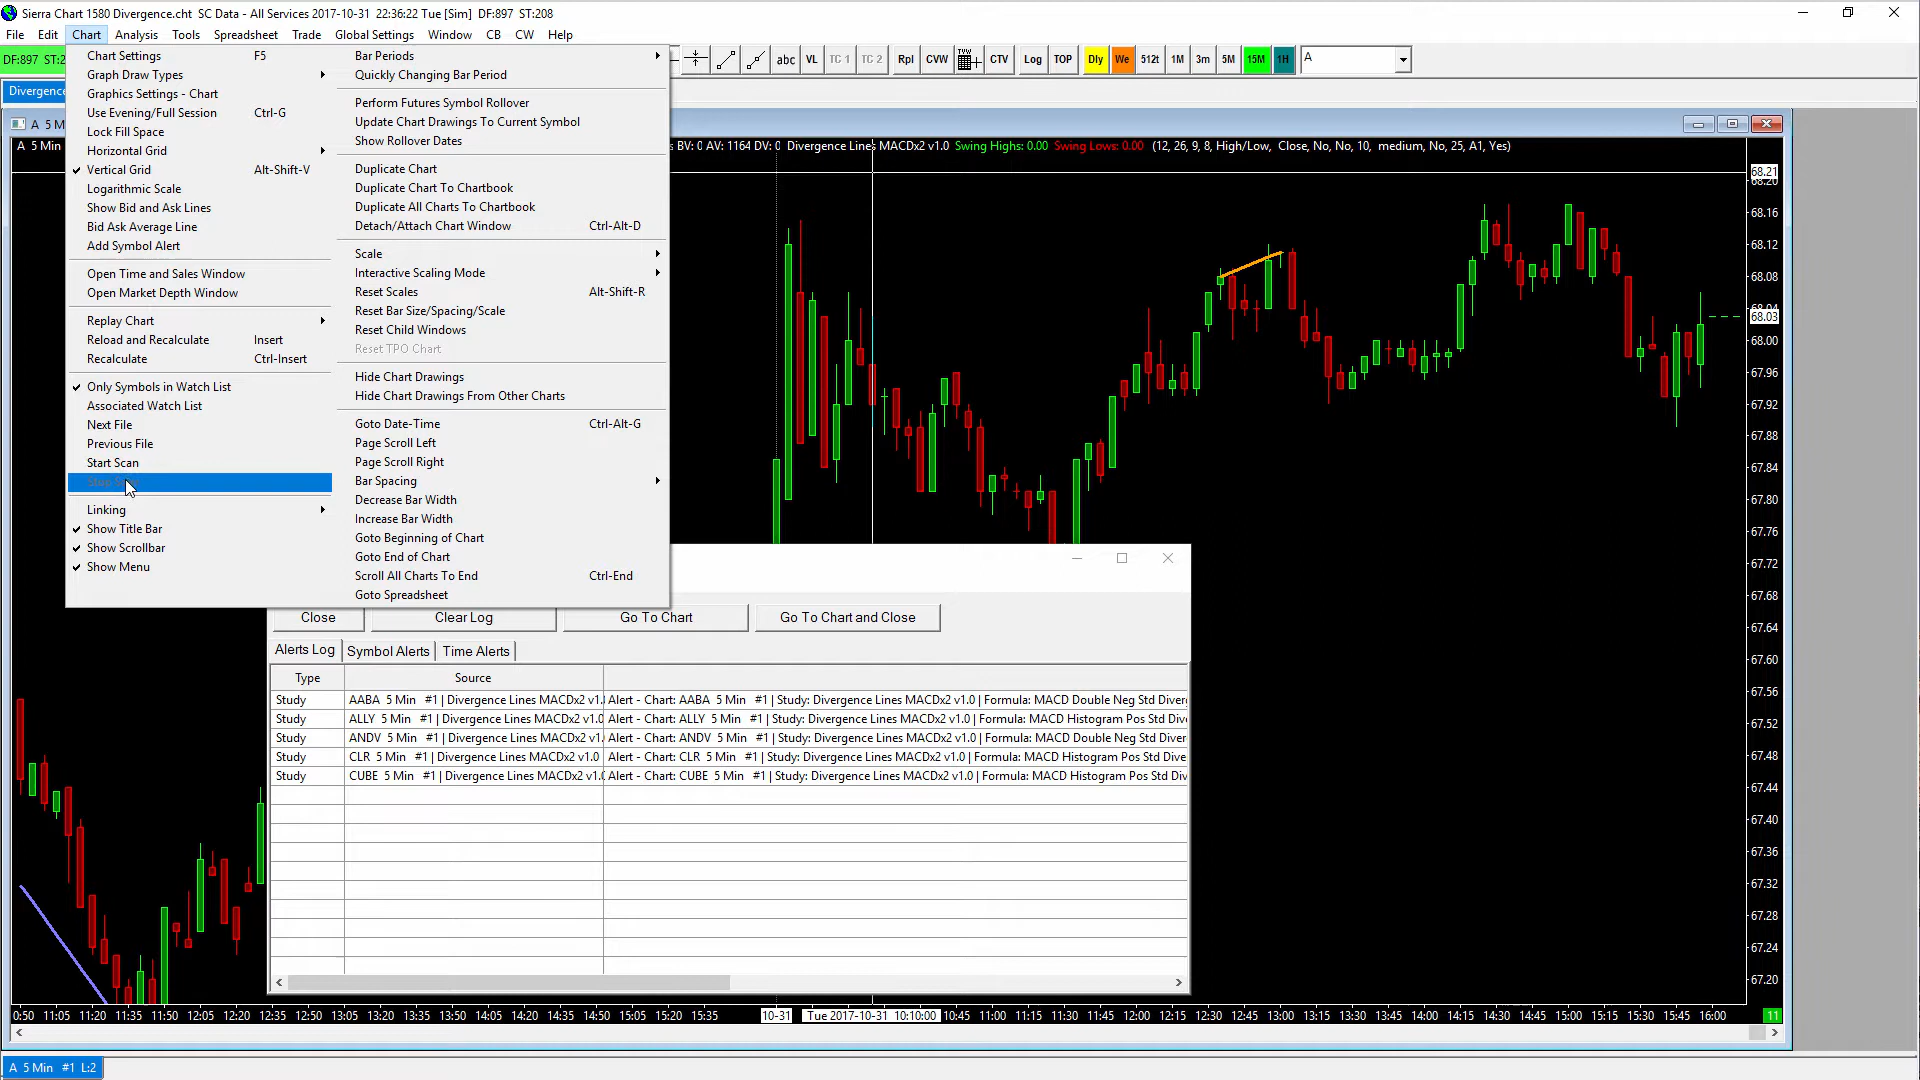 Sierra Chart 1580 Divergence.cht  SC Data - All Services 2017-10-31  22:36:22 Tue [Sim]  DF:897  ST:208
File Edit Chart Analysis Tools Spreadsheet Trade Global Settings Window CB CW Help
DF:897 ST:2
abc VL TC 1 TC 2 Rpl CVW TVW CTV Log TOP Dly We 512t 1M 3m 5M 15M 1H A
Divergence
A 5 M
A 5 Min
s BV: 0 AV: 1164 DV: 0 Divergence Lines MACDx2 v1.0 Swing Highs: 0.00 Swing Lows: 0.00 (12, 26, 9, 8, High/Low, Close, No, No, 10, medium, No, 25, A1, Yes)
Chart Settings F5
Graph Draw Types
Graphics Settings - Chart
Use Evening/Full Session Ctrl-G
Lock Fill Space
Horizontal Grid
Vertical Grid Alt-Shift-V
Logarithmic Scale
Show Bid and Ask Lines
Bid Ask Average Line
Add Symbol Alert
Open Time and Sales Window
Open Market Depth Window
Replay Chart
Reload and Recalculate Insert
Recalculate Ctrl-Insert
Only Symbols in Watch List
Associated Watch List
Next File
Previous File
Start Scan
Linking
Show Title Bar
Show Scrollbar
Show Menu
Bar Periods
Quickly Changing Bar Period
Perform Futures Symbol Rollover
Update Chart Drawings To Current Symbol
Show Rollover Dates
Duplicate Chart
Duplicate Chart To Chartbook
Duplicate All Charts To Chartbook
Detach/Attach Chart Window Ctrl-Alt-D
Scale
Interactive Scaling Mode
Reset Scales Alt-Shift-R
Reset Bar Size/Spacing/Scale
Reset Child Windows
Reset TPO Chart
Hide Chart Drawings
Hide Chart Drawings From Other Charts
Goto Date-Time Ctrl-Alt-G
Page Scroll Left
Page Scroll Right
Bar Spacing
Decrease Bar Width
Increase Bar Width
Goto Beginning of Chart
Goto End of Chart
Scroll All Charts To End Ctrl-End
Goto Spreadsheet
68.21
68.20
68.16
68.12
68.08
68.04
68.03
68.00
67.96
67.92
67.88
67.84
67.80
67.76
67.72
67.68
67.64
67.60
67.56
67.52
67.48
67.44
67.40
67.36
67.32
67.28
67.24
67.20
Close Clear Log Go To Chart Go To Chart and Close
Alerts Log Symbol Alerts Time Alerts
Type Source
Study AABA 5 Min #1 | Divergence Lines MACDx2 v1. Alert - Chart: AABA 5 Min #1 | Study: Divergence Lines MACDx2 v1.0 | Formula: MACD Double Neg Std Diver
Study ALLY 5 Min #1 | Divergence Lines MACDx2 v1.0 Alert - Chart: ALLY 5 Min #1 | Study: Divergence Lines MACDx2 v1.0 | Formula: MACD Histogram Pos Std Div
Study ANDV 5 Min #1 | Divergence Lines MACDx2 v1. Alert - Chart: ANDV 5 Min #1 | Study: Divergence Lines MACDx2 v1.0 | Formula: MACD Double Neg Std Diver
Study CLR 5 Min #1 | Divergence Lines MACDx2 v1.0 Alert - Chart: CLR 5 Min #1 | Study: Divergence Lines MACDx2 v1.0 | Formula: MACD Histogram Pos Std Dive
Study CUBE 5 Min #1 | Divergence Lines MACDx2 v1. Alert - Chart: CUBE 5 Min #1 | Study: Divergence Lines MACDx2 v1.0 | Formula: MACD Histogram Pos Std Div
0:50 11:05 11:20 11:35 11:50 12:05 12:20 12:35 12:50 13:05 13:20 13:35 13:50 14:05 14:20 14:35 14:50 15:05 15:20 15:35 10-31 Tue 2017-10-31 10:10:00 10:45 11:00 11:15 11:30 11:45 12:00 12:15 12:30 12:45 13:00 13:15 13:30 13:45 14:00 14:15 14:30 14:45 15:00 15:15 15:30 15:45 16:00 11
A 5 Min #1 L:2